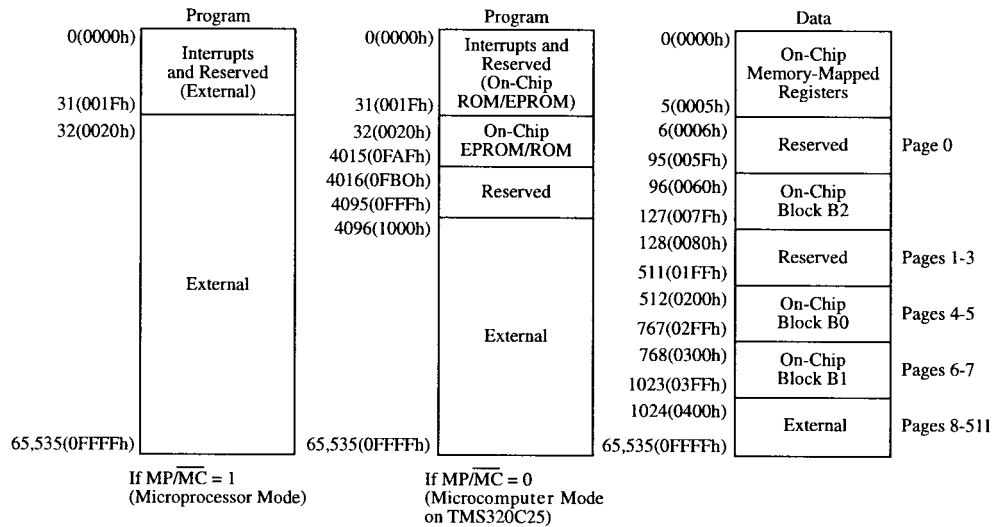 Program
0(0000h)
Interrupts
and Reserved
(External)
31(001Fh)
32(0020h)
External
65,535(0FFFFh)
If MP/MC = 1
(Microprocessor Mode)
Program
0(0000h)
Interrupts and
Reserved
(On-Chip
ROM/EPROM)
31(001Fh)
32(0020h)
On-Chip
EPROM/ROM
4015(0FAFh)
4016(0FBOh)
Reserved
4095(0FFFh)
4096(1000h)
External
65,535(0FFFFh)
If MP/MC = 0
(Microcomputer Mode
on TMS320C25)
Data
0(0000h)
On-Chip
Memory-Mapped
Registers
5(0005h)
6(0006h)
Reserved
Page 0
95(005Fh)
96(0060h)
On-Chip
Block B2
127(007Fh)
128(0080h)
Reserved
Pages 1-3
511(01FFh)
512(0200h)
On-Chip
Block B0
Pages 4-5
767(02FFh)
768(0300h)
On-Chip
Block B1
Pages 6-7
1023(03FFh)
1024(0400h)
External
Pages 8-511
65,535(0FFFFh)